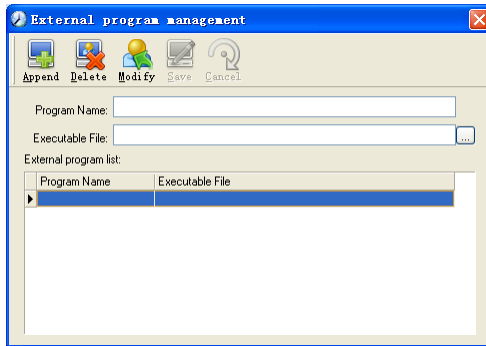 External program management
Append Delete Modify Save Cancel
Program Name:
Executable File: ...
External program list:
Program Name Executable File